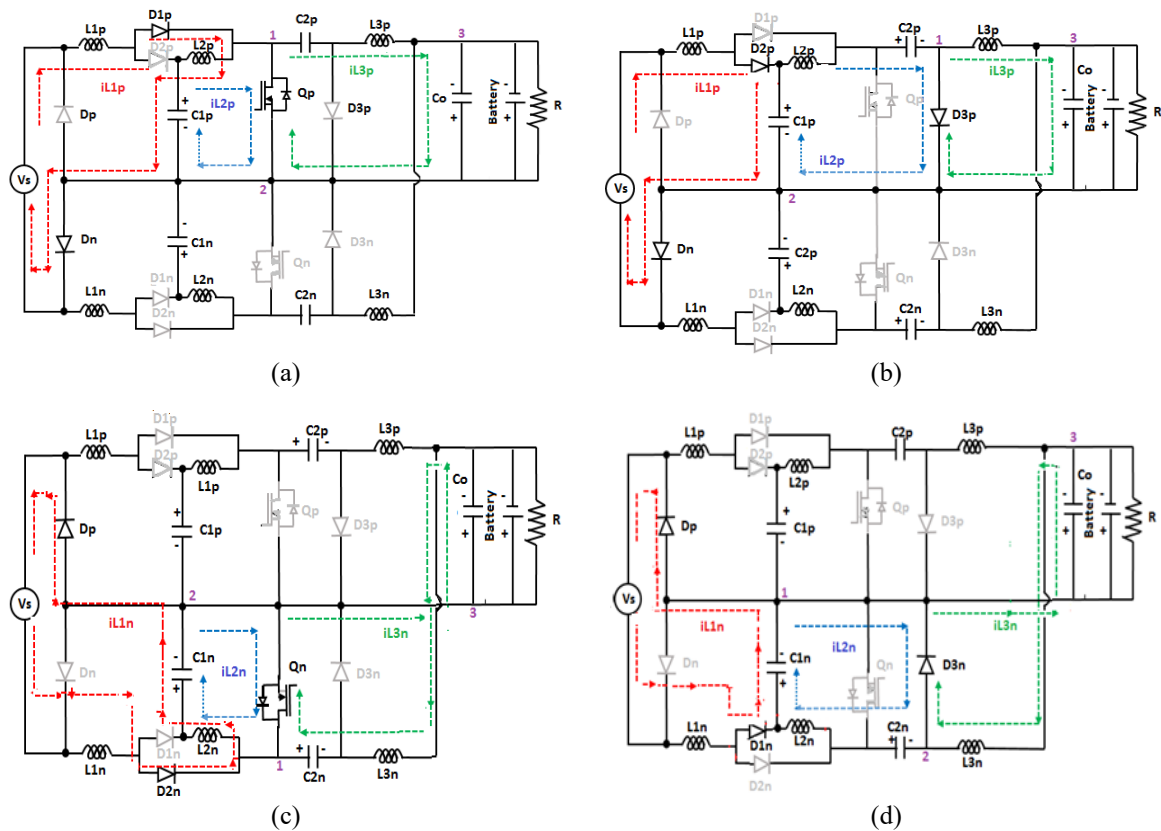 L1p D1p D2p L2p 1 C2p L3p 3
iL1p Dp C1p + - iL2p Qp D3p iL3p Co - + Battery - + R
Vs 2
Dn - C1n + Qn D3n
L1n D1n L2n D2n C2n L3n
(a)
L1p D1p D2p L2p + C2p - 1 L3p 3
iL1p Dp + C1p - iL2p Qp D3p iL3p Co - + Battery - + R
Vs 2
Dn - C2p + Qn D3n
L1n D1n L2n D2n + C2n - L3n
(b)
L1p D1p D2p L1p + C2p - L3p
Dp + C1p - Qp D3p Co - + Battery - + R
Vs 2 3
iL1n Dn - C1n + iL2n Qn D3n iL3n
L1n D1n L2n D2n 1 + C2n - L3n
(c)
L1p D1p D2p L2p C2p L3p 3
Dp + C1p - Qp D3p Co - + Battery - + R
Vs 1
iL1n Dn - C1n + iL2n Qn D3n iL3n
L1n D1n L2n D2n + C2n - 2 L3n
(d)